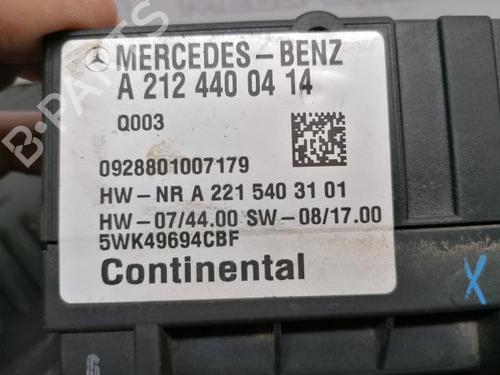 MERCEDES-BENZ
A 212 440 04 14
Q003
0928801007179
HW-NR A 221 540 31 01
HW-07/44.00 SW-08/17.00
5WK49694CBF
Continental
X
B-PARTS